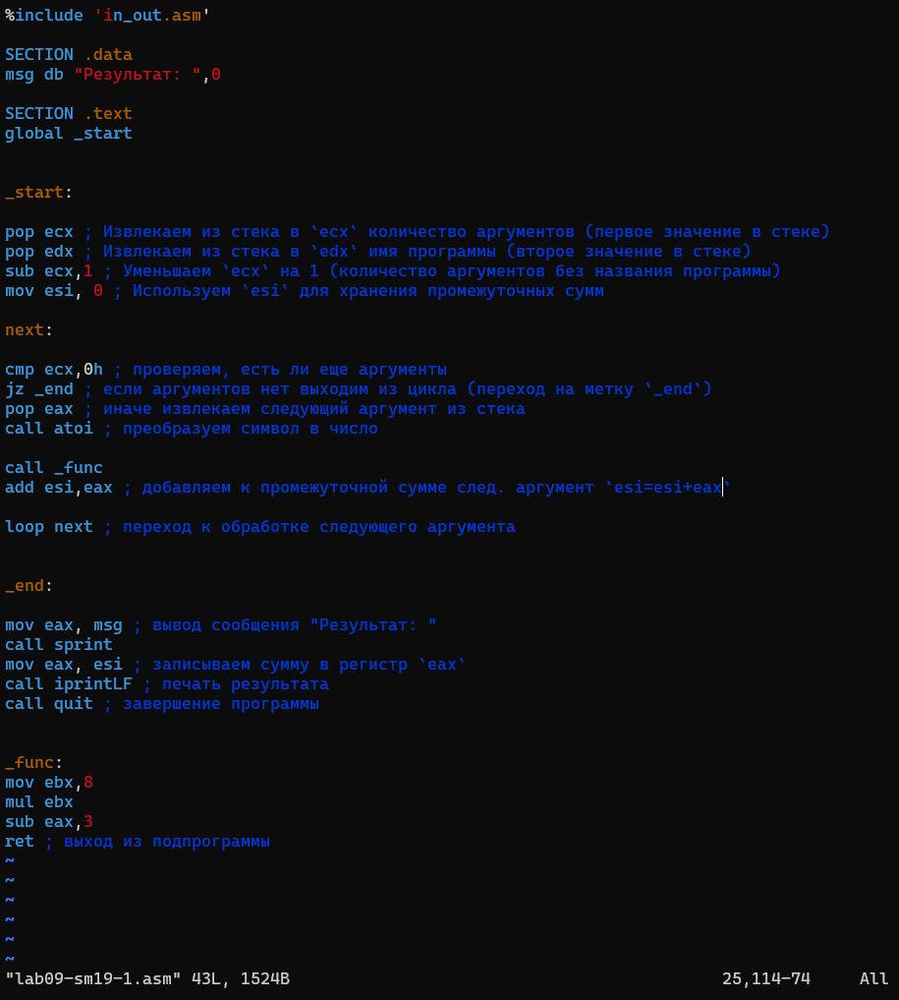 %include 'in_out.asm'
SECTION .data
msg db "Результат: ",0
SECTION .text
global _start
_start:
pop ecx ; Извлекаем из стека в `ecx` количество аргументов (первое значение в стеке)
pop edx ; Извлекаем из стека в `edx` имя программы (второе значение в стеке)
sub ecx,1 ; Уменьшаем `ecx` на 1 (количество аргументов без названия программы)
mov esi, 0 ; Используем `esi` для хранения промежуточных сумм
next:
cmp ecx,0h ; проверяем, есть ли еще аргументы
jz _end ; если аргументов нет выходим из цикла (переход на метку `_end`)
pop eax ; иначе извлекаем следующий аргумент из стека
call atoi ; преобразуем символ в число
call _func
add esi,eax ; добавляем к промежуточной сумме след. аргумент `esi=esi+eax`
loop next ; переход к обработке следующего аргумента
_end:
mov eax, msg ; вывод сообщения "Результат: "
call sprint
mov eax, esi ; записываем сумму в регистр `eax`
call iprintLF ; печать результата
call quit ; завершение программы
_func:
mov ebx,8
mul ebx
sub eax,3
ret ; выход из подпрограммы
~
~
~
~
~
~
"lab09-sm19-1.asm" 43L, 1524B 25,114-74 All